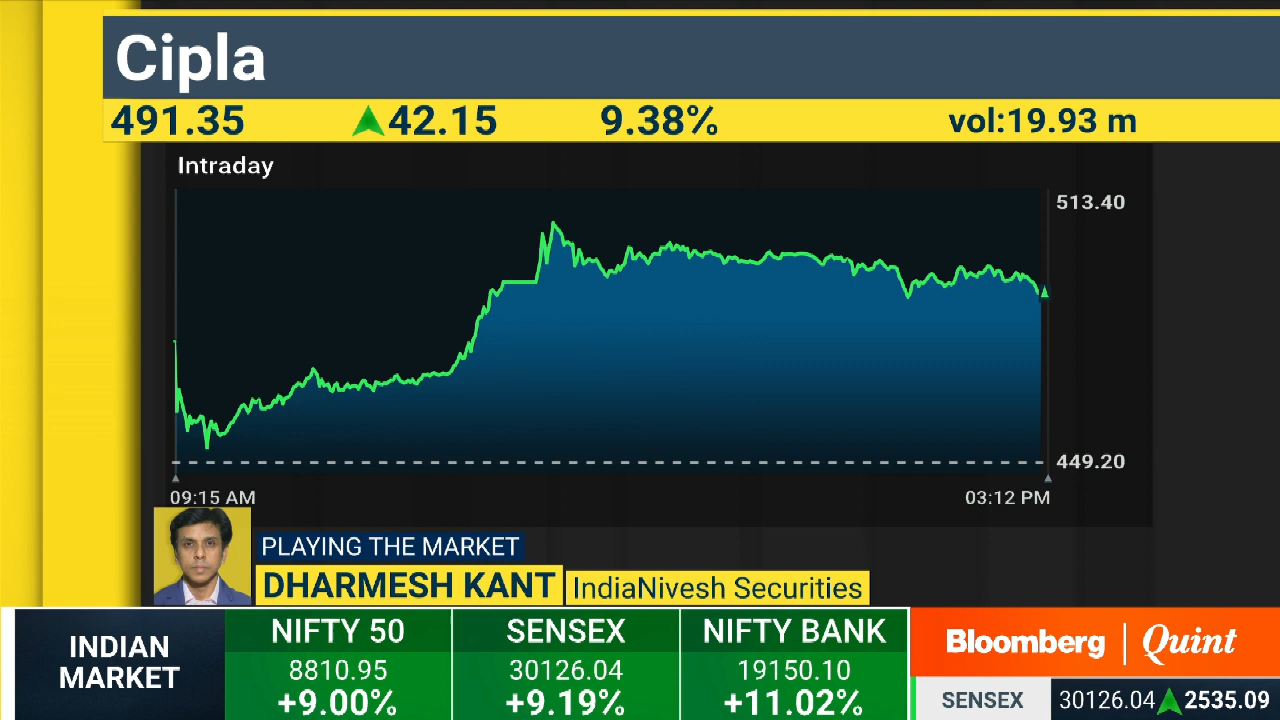 Cipla
491.35 42.15 9.38% vol:19.93 m
Intraday
513.40
449.20
09:15 AM 03:12 PM
PLAYING THE MARKET
DHARMESH KANT IndiaNivesh Securities
INDIAN MARKET
NIFTY 50
8810.95
+9.00%
SENSEX
30126.04
+9.19%
NIFTY BANK
19150.10
+11.02%
Bloomberg | Quint
SENSEX 30126.04 2535.09